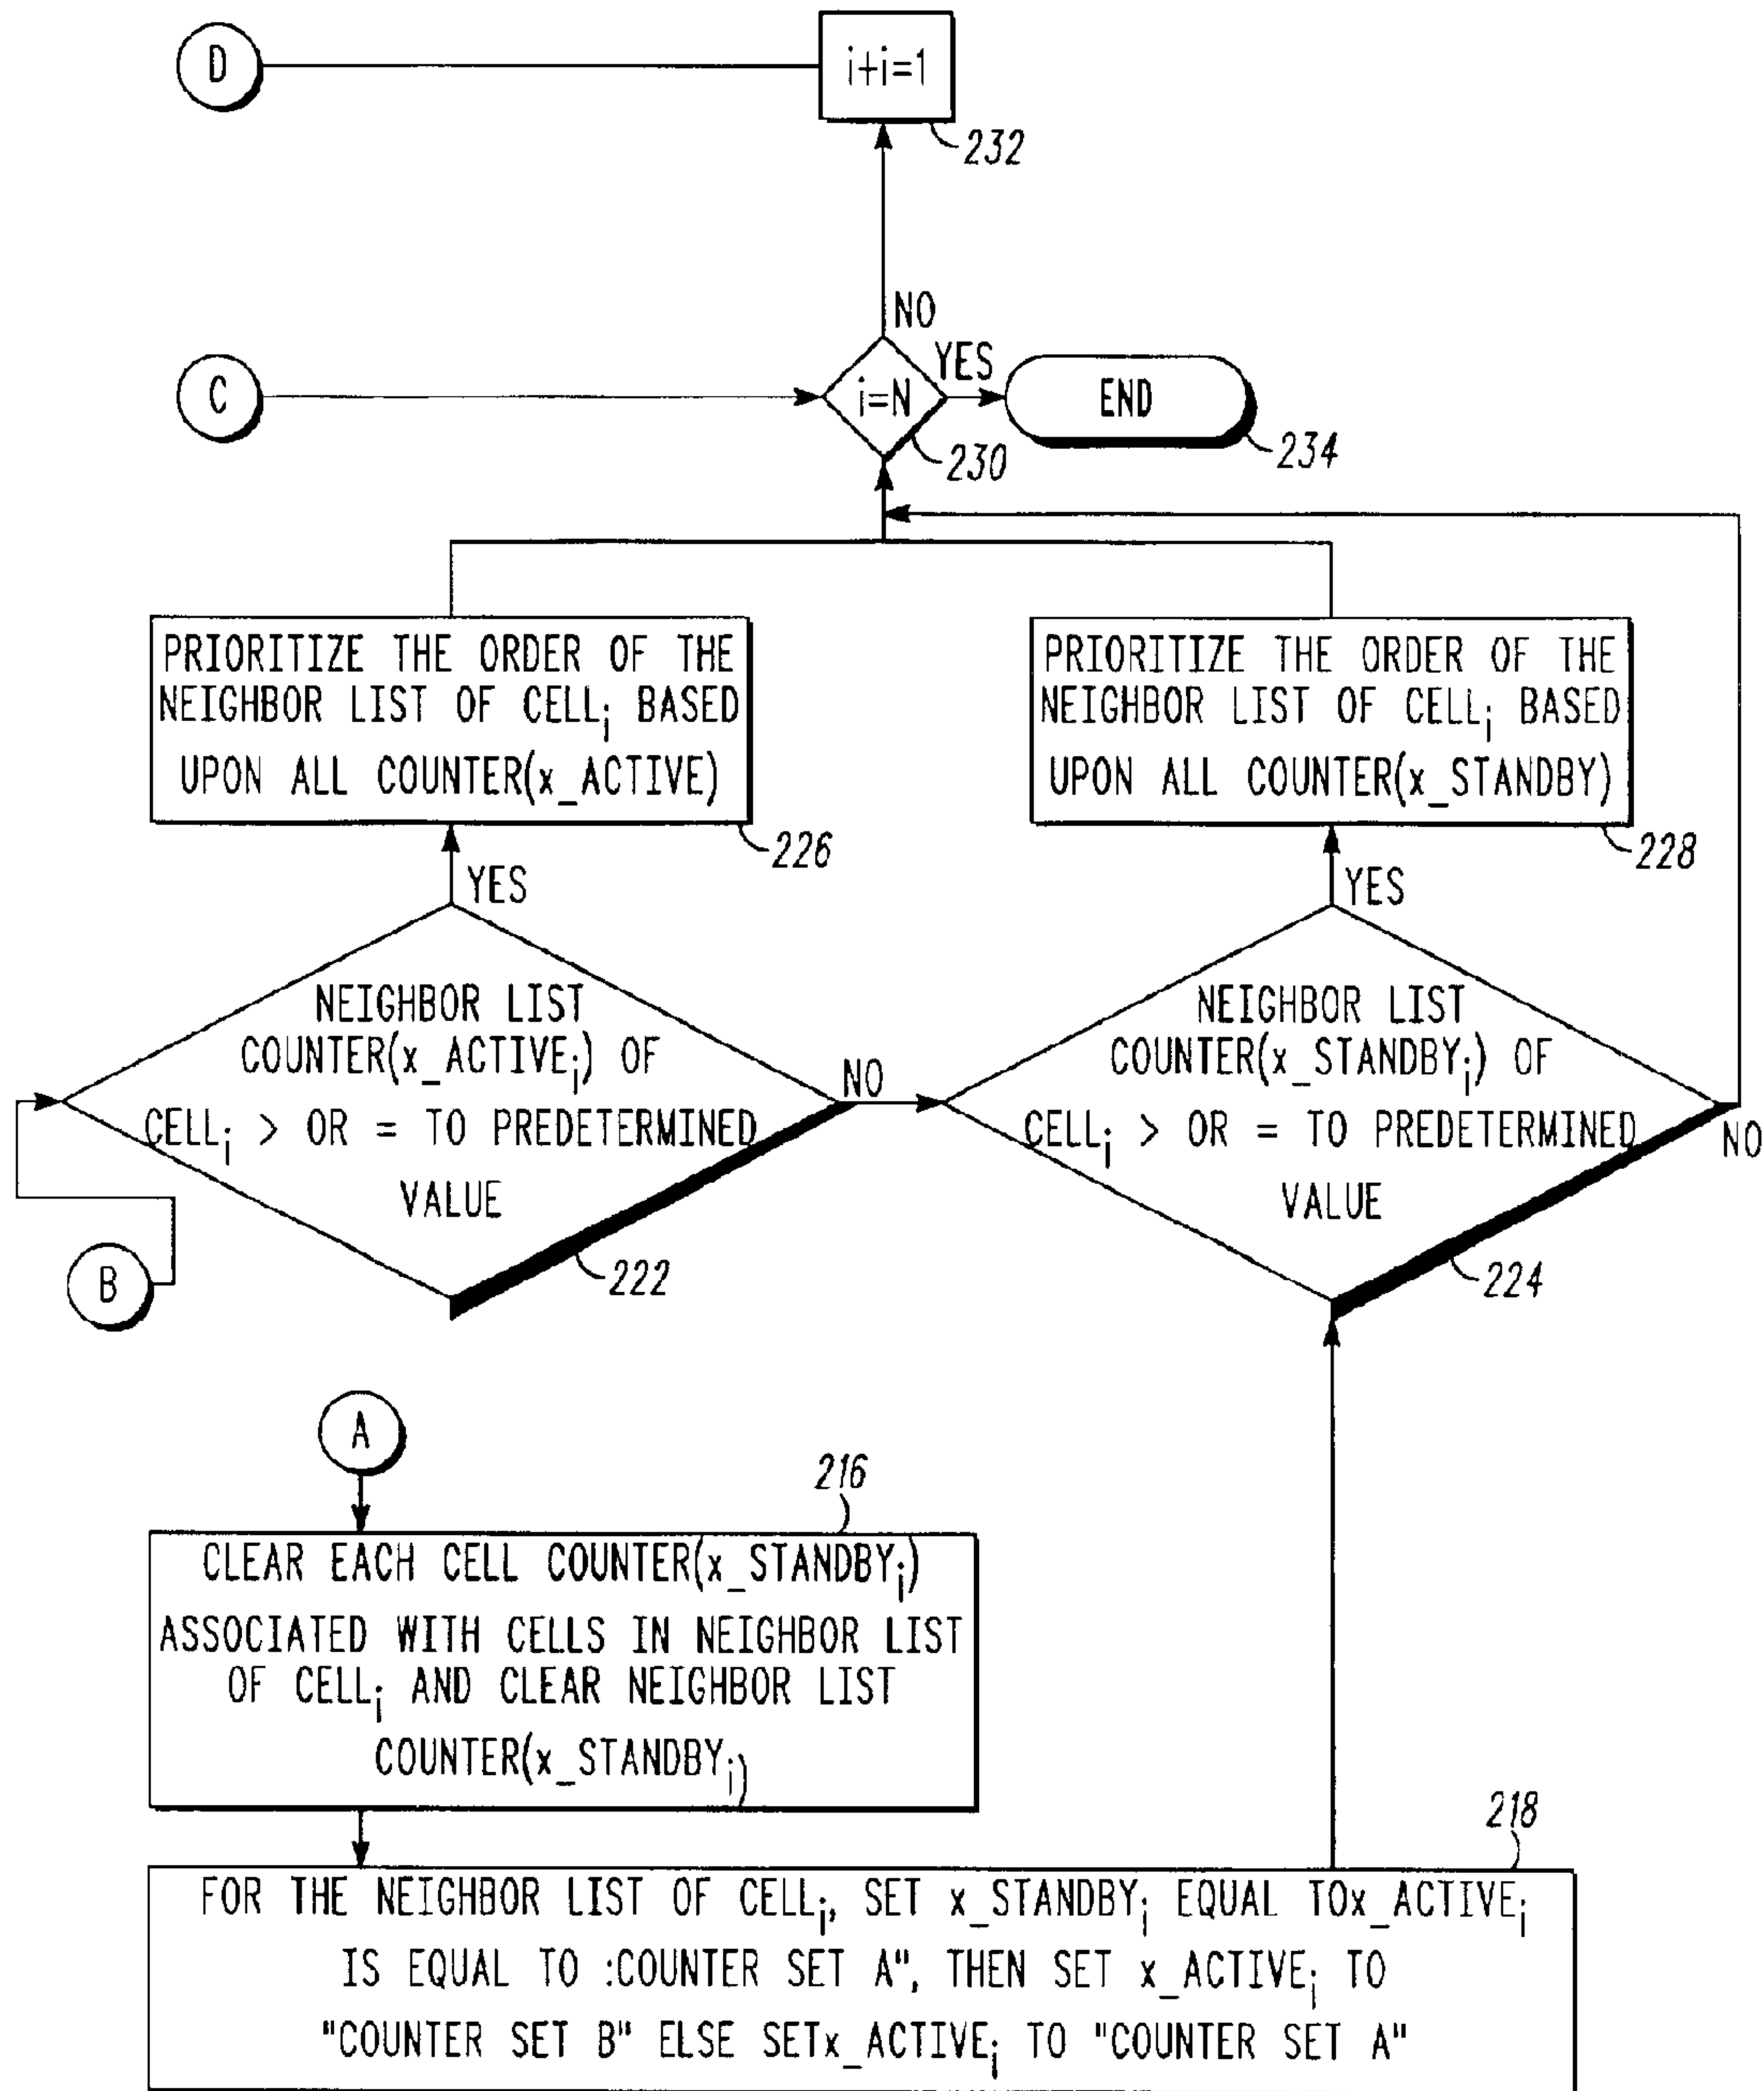 D
i+i=1
232
NO
C
i=N
YES
END
230
234
PRIORITIZE THE ORDER OF THE
NEIGHBOR LIST OF CELLi BASED
UPON ALL COUNTER(x_ACTIVE)
226
PRIORITIZE THE ORDER OF THE
NEIGHBOR LIST OF CELLi BASED
UPON ALL COUNTER(x_STANDBY)
228
YES
YES
NEIGHBOR LIST
COUNTER(x_ACTIVEi) OF
CELLi > OR = TO PREDETERMINED
VALUE
NO
222
NEIGHBOR LIST
COUNTER(x_STANDBYi) OF
CELLi > OR = TO PREDETERMINED
VALUE
NO
224
B
A
216
CLEAR EACH CELL COUNTER(x_STANDBYi)
ASSOCIATED WITH CELLS IN NEIGHBOR LIST
OF CELLi AND CLEAR NEIGHBOR LIST
COUNTER(x_STANDBYi)
218
FOR THE NEIGHBOR LIST OF CELLi, SET x_STANDBYi EQUAL TOx_ACTIVEi
IS EQUAL TO :COUNTER SET A", THEN SET x_ACTIVEi TO
"COUNTER SET B" ELSE SETx_ACTIVEi TO "COUNTER SET A"